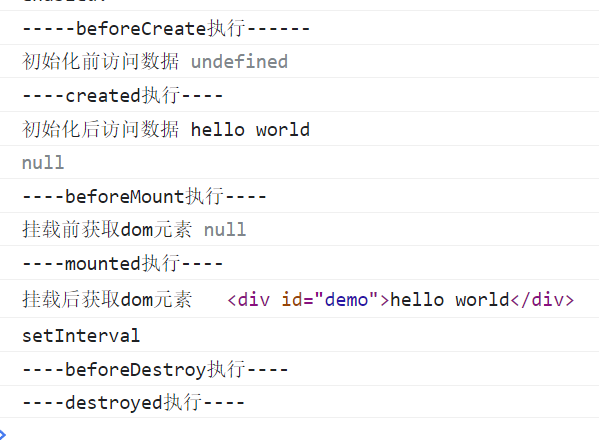 -----beforeCreate执行------
初始化前访问数据 undefined
----created执行----
初始化后访问数据 hello world
null
----beforeMount执行----
挂载前获取dom元素 null
----mounted执行----
挂载后获取dom元素 <div id="demo">hello world</div>
setInterval
----beforeDestroy执行----
----destroyed执行----
>